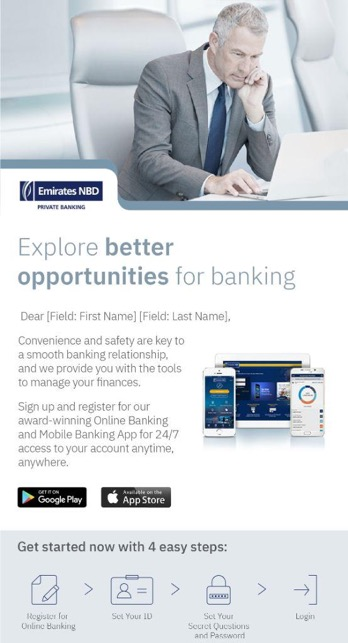 Emirates NBD
PRIVATE BANKING
Explore better
opportunities for banking
Dear [Field: First Name] [Field: Last Name],
Convenience and safety are key to
a smooth banking relationship,
and we provide you with the tools
to manage your finances.
Sign up and register for our
award-winning Online Banking
and Mobile Banking App for 24/7
access to your account anytime,
anywhere.
GET IT ON
Google Play
Available on the
App Store
Get started now with 4 easy steps:
Register for
Online Banking
Set Your ID
Set Your
Secret Questions
and Password
Login